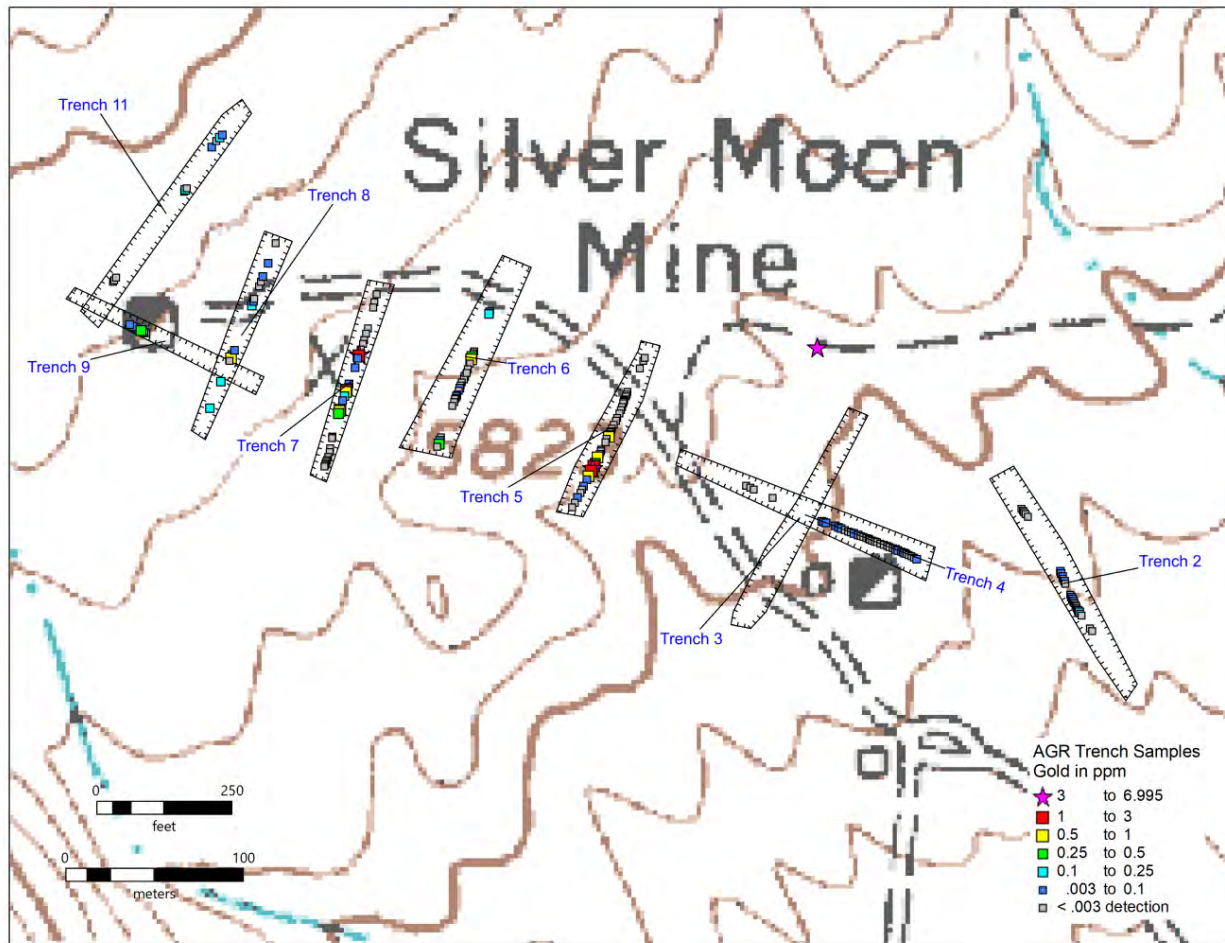 Trench 11
Silver Moon
Mine
Trench 8
Trench 9
Trench 6
Trench 7
582
Trench 5
Trench 2
Trench 4
Trench 3
AGR Trench Samples
Gold in ppm
3 to 6.995
1 to 3
0.5 to 1
0.25 to 0.5
0.1 to 0.25
.003 to 0.1
< .003 detection
0 250
feet
0 100
meters